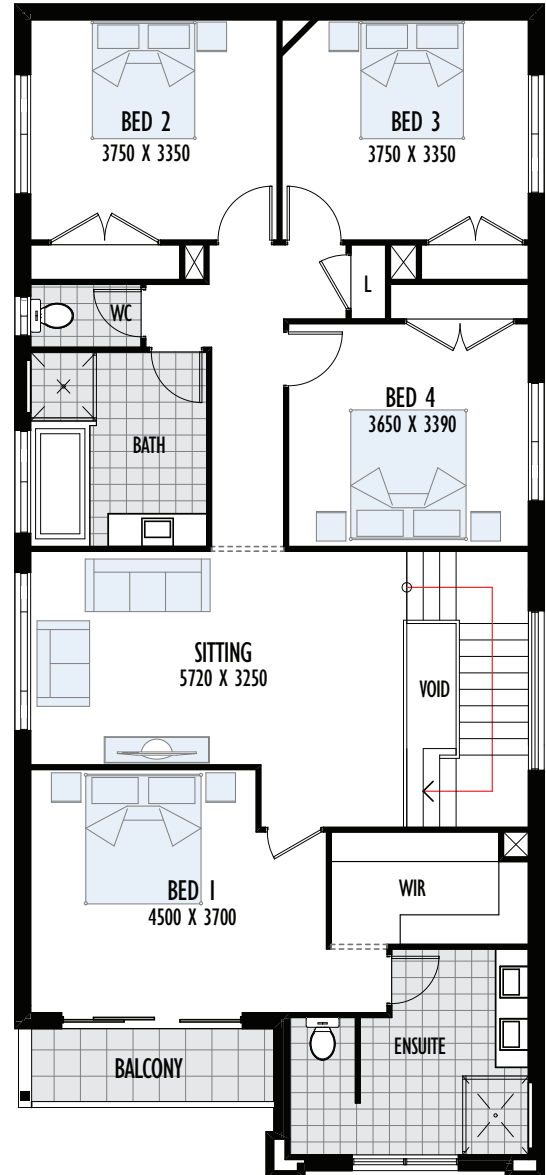 BED 2
3750 X 3350
BED 3
3750 X 3350
L
WC
BED 4
3650 X 3390
BATH
SITTING
5720 X 3250
VOID
BED 1
4500 X 3700
WIR
ENSUITE
BALCONY